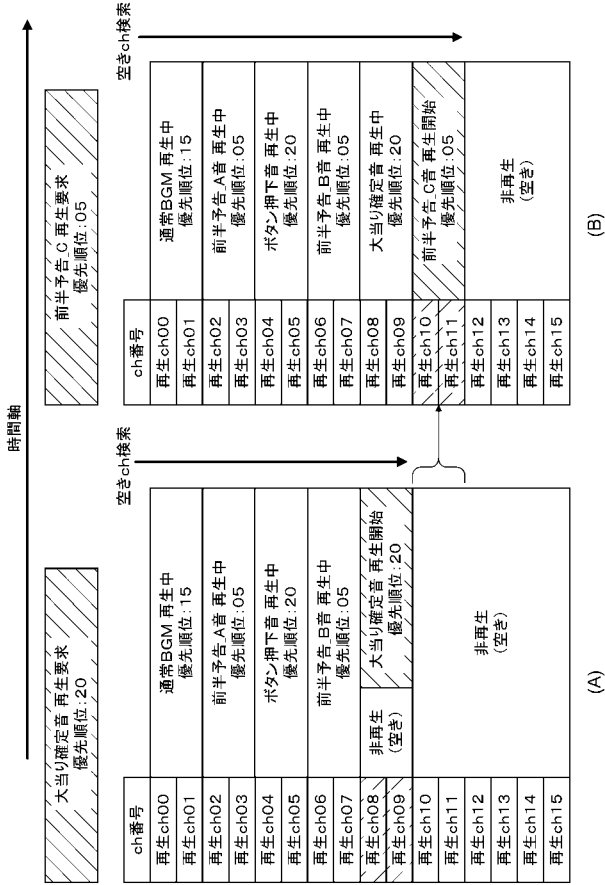 時間軸
大当り確定音 再生要求
優先順位:20
空きch検索
ch番号
再生ch00
再生ch01
通常BGM 再生中
優先順位:15
再生ch02
再生ch03
前半予告_A音 再生中
優先順位:05
再生ch04
再生ch05
ボタン押下音 再生中
優先順位:20
再生ch06
再生ch07
前半予告_B音 再生中
優先順位:05
再生ch08
再生ch09
非再生
(空き)
大当り確定音 再生開始
優先順位:20
再生ch10
再生ch11
再生ch12
再生ch13
再生ch14
再生ch15
非再生
(空き)
(A)
前半予告_C 再生要求
優先順位:05
空きch検索
ch番号
再生ch00
再生ch01
通常BGM 再生中
優先順位:15
再生ch02
再生ch03
前半予告_A音 再生中
優先順位:05
再生ch04
再生ch05
ボタン押下音 再生中
優先順位:20
再生ch06
再生ch07
前半予告_B音 再生中
優先順位:05
再生ch08
再生ch09
大当り確定音 再生中
優先順位:20
再生ch10
再生ch11
前半予告_C音 再生開始
優先順位:05
再生ch12
再生ch13
再生ch14
再生ch15
非再生
(空き)
(B)